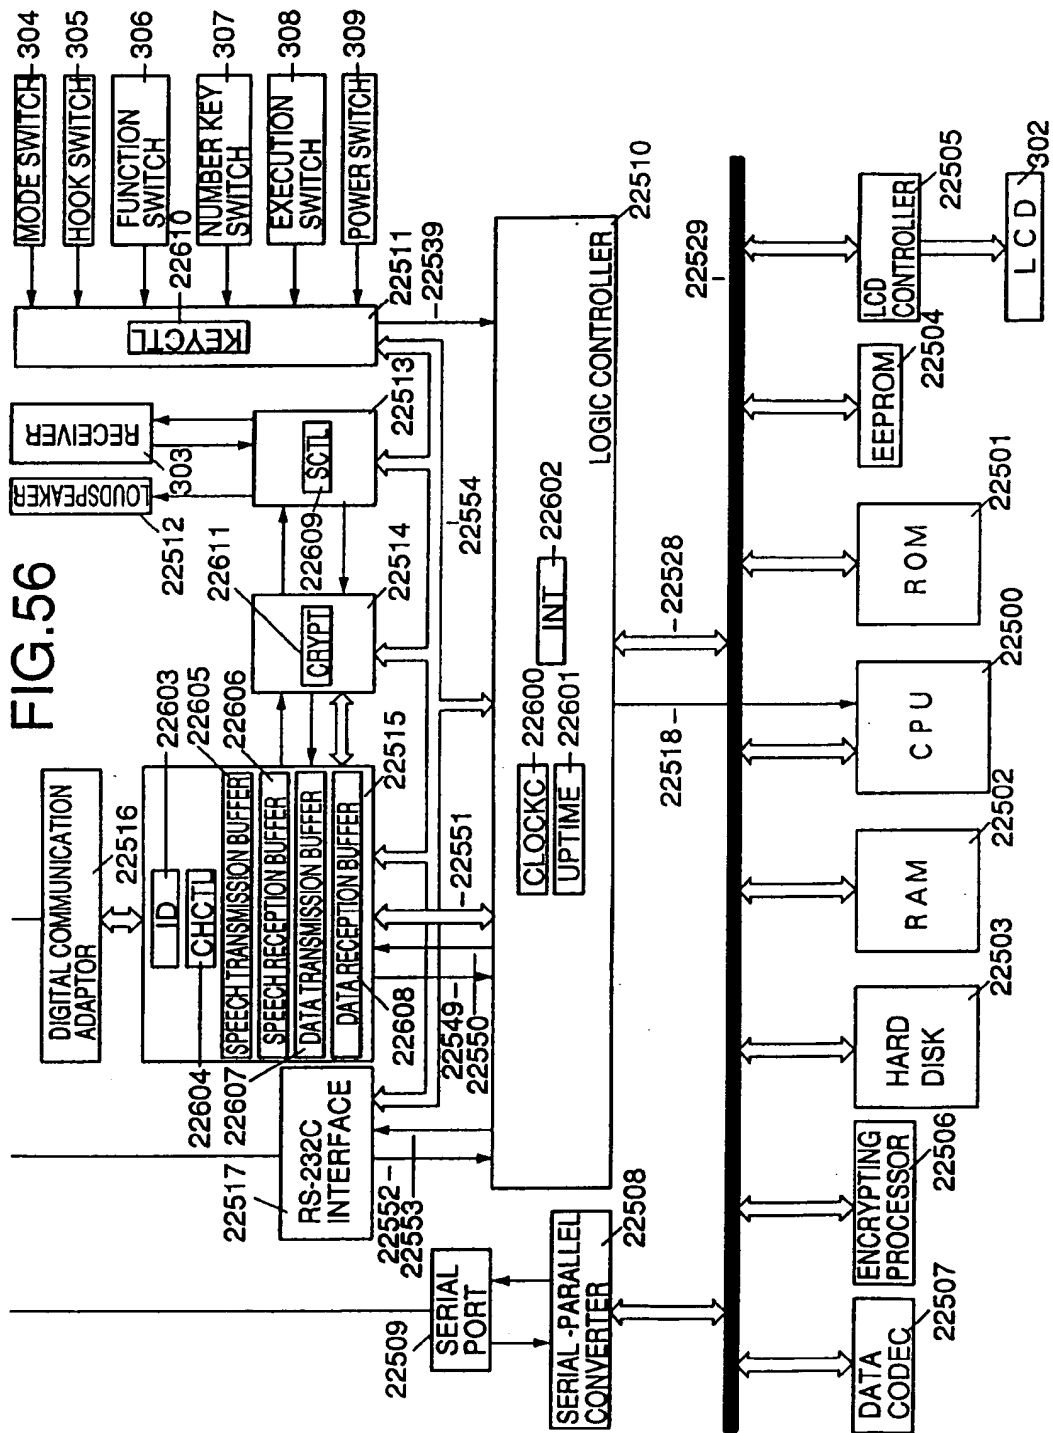 FIG.56
DIGITAL COMMUNICATION
ADAPTOR
22516
ID
22603
CHCTL
22604
SPEECH TRANSMISSION BUFFER
22605
SPEECH RECEPTION BUFFER
22606
DATA TRANSMISSION BUFFER
22607
DATA RECEPTION BUFFER
22608
22515
RS-232C
INTERFACE
22517
22552
22553
22549
22550
22551
CRYPT
22611
22514
SCTL
22609
22513
LOUDSPEAKER
22512
RECEIVER
303
KEYCTL
22610
22511
22539
22554
MODE SWITCH
304
HOOK SWITCH
305
FUNCTION
SWITCH
306
NUMBER KEY
SWITCH
307
EXECUTION
SWITCH
308
POWER SWITCH
309
LOGIC CONTROLLER
22510
CLOCKC
22600
UPTIME
22601
INT
22602
SERIAL
PORT
22509
SERIAL-PARALLEL
CONVERTER
22508
22518
22528
22529
DATA
CODEC
22507
ENCRYPTING
PROCESSOR
22506
HARD
DISK
22503
RAM
22502
CPU
22500
ROM
22501
EEPROM
22504
LCD
CONTROLLER
22505
LCD
302